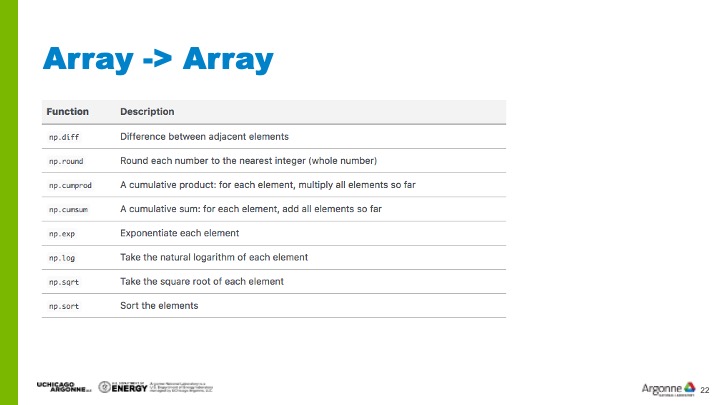 Array -> Array
Function Description
np.diff Difference between adjacent elements
np.round Round each number to the nearest integer (whole number)
np.cumprod A cumulative product: for each element, multiply all elements so far
np.cumsum A cumulative sum: for each element, add all elements so far
np.exp Exponentiate each element
np.log Take the natural logarithm of each element
np.sqrt Take the square root of each element
np.sort Sort the elements
UCHICAGO
ARGONNE LLC
U.S. DEPARTMENT OF
ENERGY
Argonne National Laboratory is a
U.S. Department of Energy laboratory
managed by UChicago Argonne, LLC.
Argonne
NATIONAL LABORATORY
22